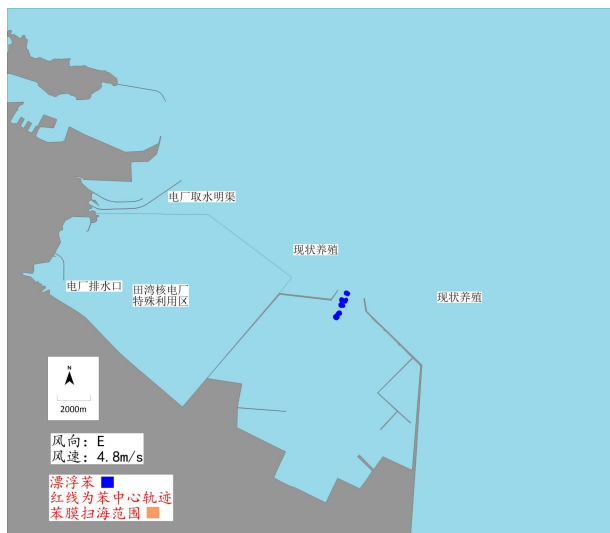 电厂取水明渠
现状养殖
现状养殖
电厂排水口
田湾核电厂
特殊利用区
N
2000m
风向: E
风速: 4.8m/s
漂浮苯
红线为苯中心轨迹
苯膜扫海范围